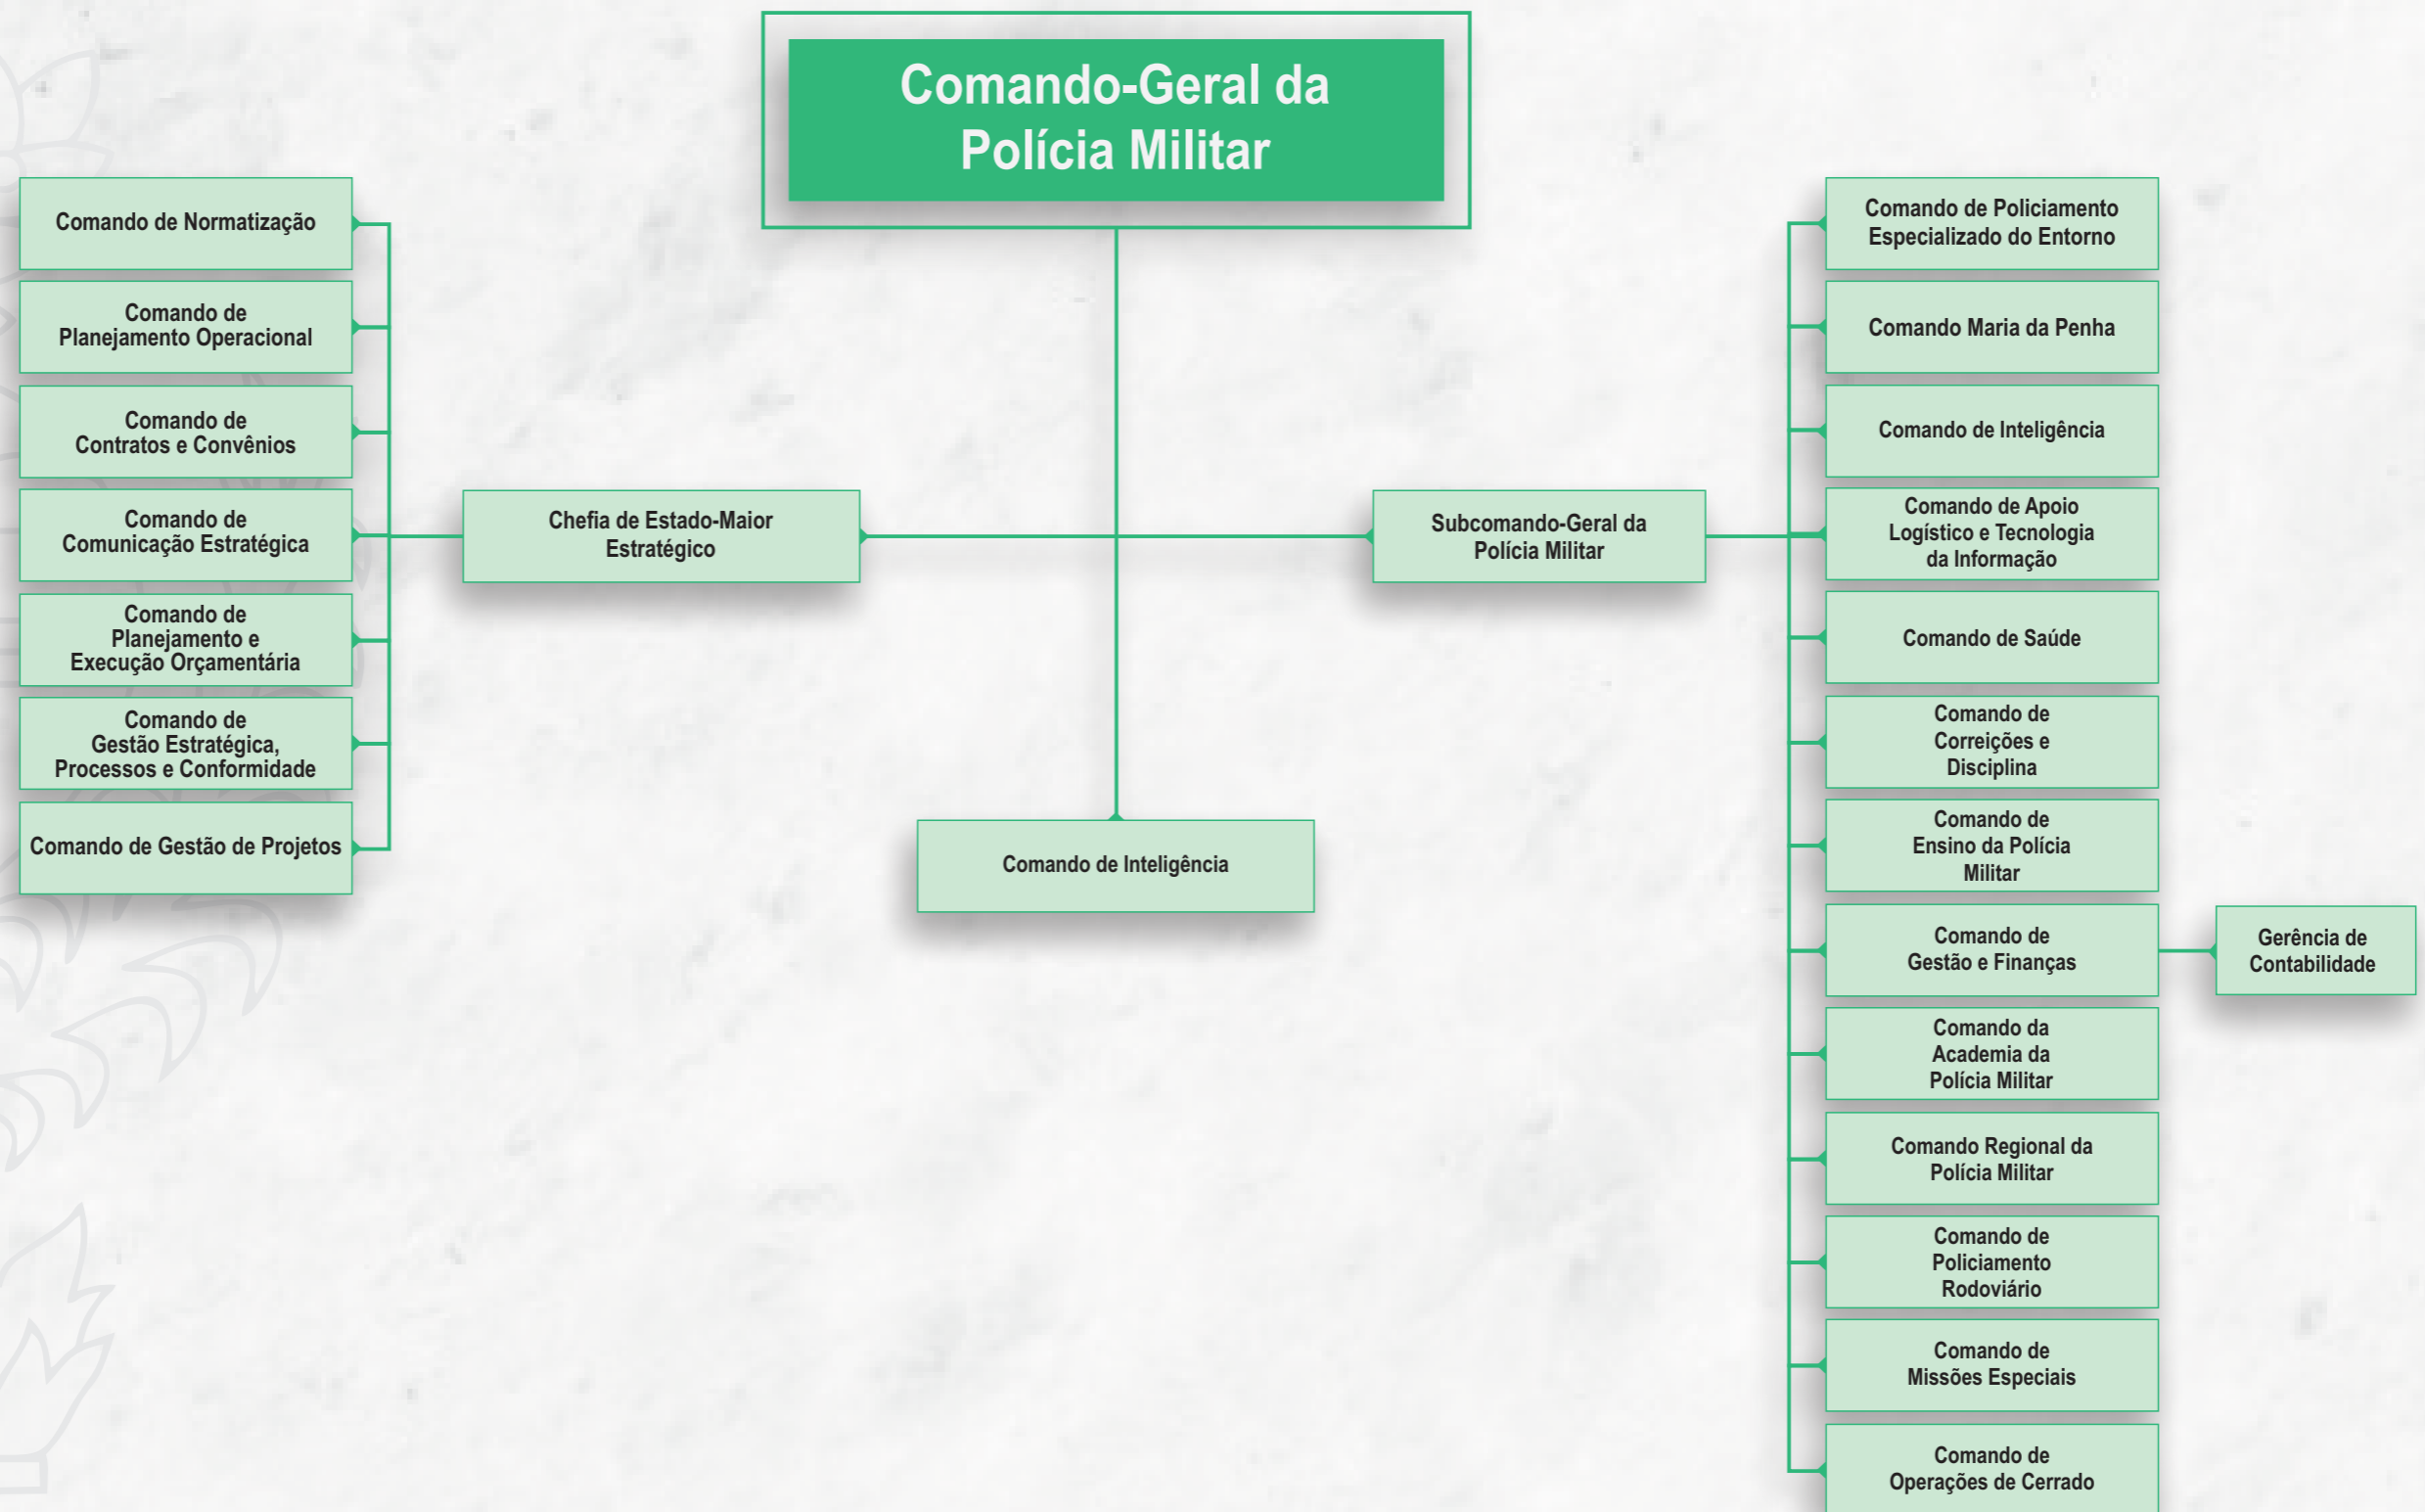 Comando-Geral da
Polícia Militar
Comando de Normatização
Comando de
Planejamento Operacional
Comando de
Contratos e Convênios
Comando de
Comunicação Estratégica
Comando de
Planejamento e
Execução Orçamentária
Comando de
Gestão Estratégica,
Processos e Conformidade
Comando de Gestão de Projetos
Chefia de Estado-Maior
Estratégico
Comando de Inteligência
Subcomando-Geral da
Polícia Militar
Comando de Policiamento
Especializado do Entorno
Comando Maria da Penha
Comando de Inteligência
Comando de Apoio
Logístico e Tecnologia
da Informação
Comando de Saúde
Comando de
Correições e
Disciplina
Comando de
Ensino da Polícia
Militar
Comando de
Gestão e Finanças
Gerência de
Contabilidade
Comando da
Academia da
Polícia Militar
Comando Regional da
Polícia Militar
Comando de
Policiamento
Rodoviário
Comando de
Missões Especiais
Comando de
Operações de Cerrado